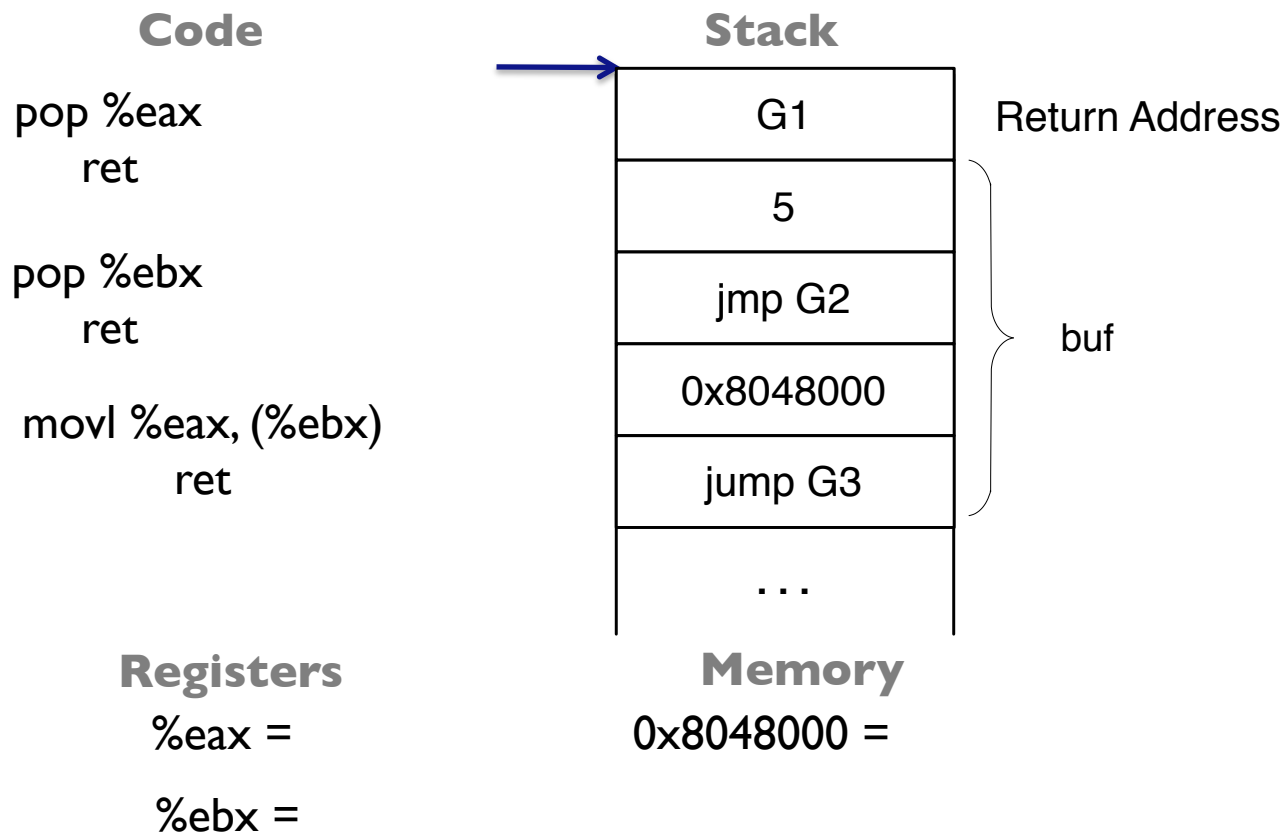 Code
Stack
pop %eax
ret
G1
Return Address
5
pop %ebx
ret
jmp G2
buf
0x8048000
movl %eax, (%ebx)
ret
jump G3
...
Registers
Memory
%eax =
0x8048000 =
%ebx =